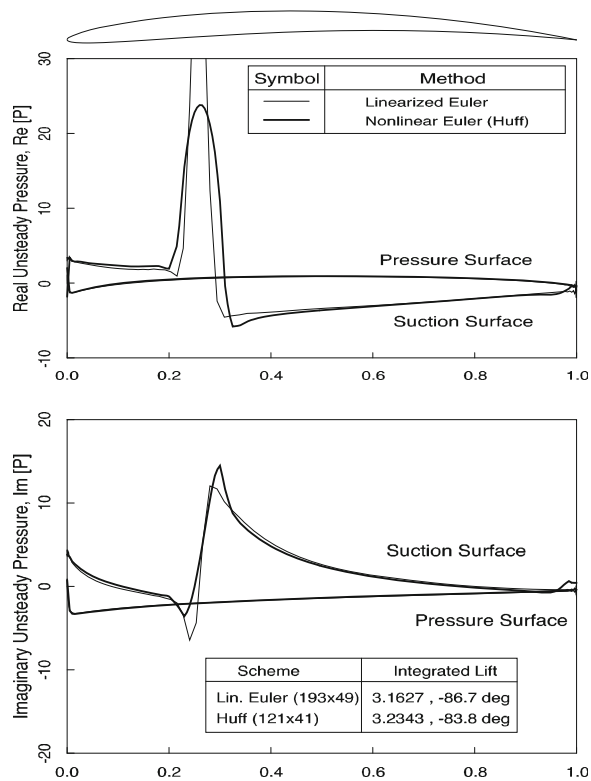 30
20
10
0
-10
Real Unsteady Pressure, Re [P]
Symbol Method
Linearized Euler
Nonlinear Euler (Huff)
Pressure Surface
Suction Surface
0.0 0.2 0.4 0.6 0.8 1.0
20
10
0
-10
-20
Imaginary Unsteady Pressure, Im [P]
Suction Surface
Pressure Surface
Scheme Integrated Lift
Lin. Euler (193x49) 3.1627 , -86.7 deg
Huff (121x41) 3.2343 , -83.8 deg
0.0 0.2 0.4 0.6 0.8 1.0